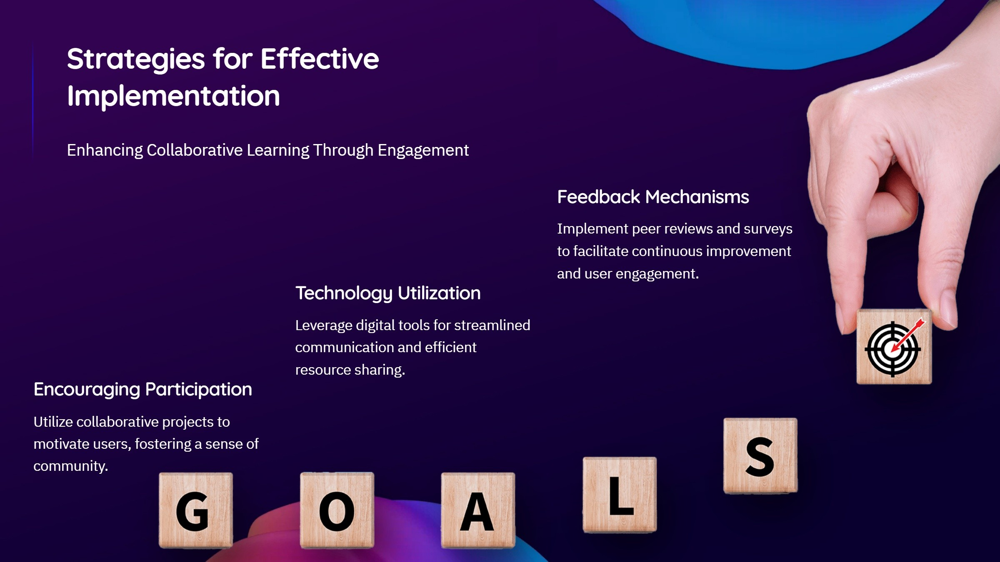 Strategies for Effective
Implementation
Enhancing Collaborative Learning Through Engagement
Feedback Mechanisms
Implement peer reviews and surveys
to facilitate continuous improvement
and user engagement.
Technology Utilization
Leverage digital tools for streamlined
communication and efficient
resource sharing.
Encouraging Participation
Utilize collaborative projects to
motivate users, fostering a sense of
community.
G O A L S